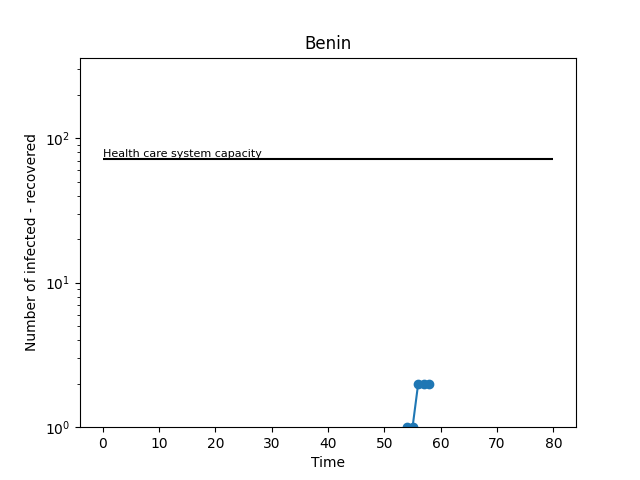 Benin
Number of infected - recovered
10²
10¹
10⁰
Health care system capacity
0 10 20 30 40 50 60 70 80
Time